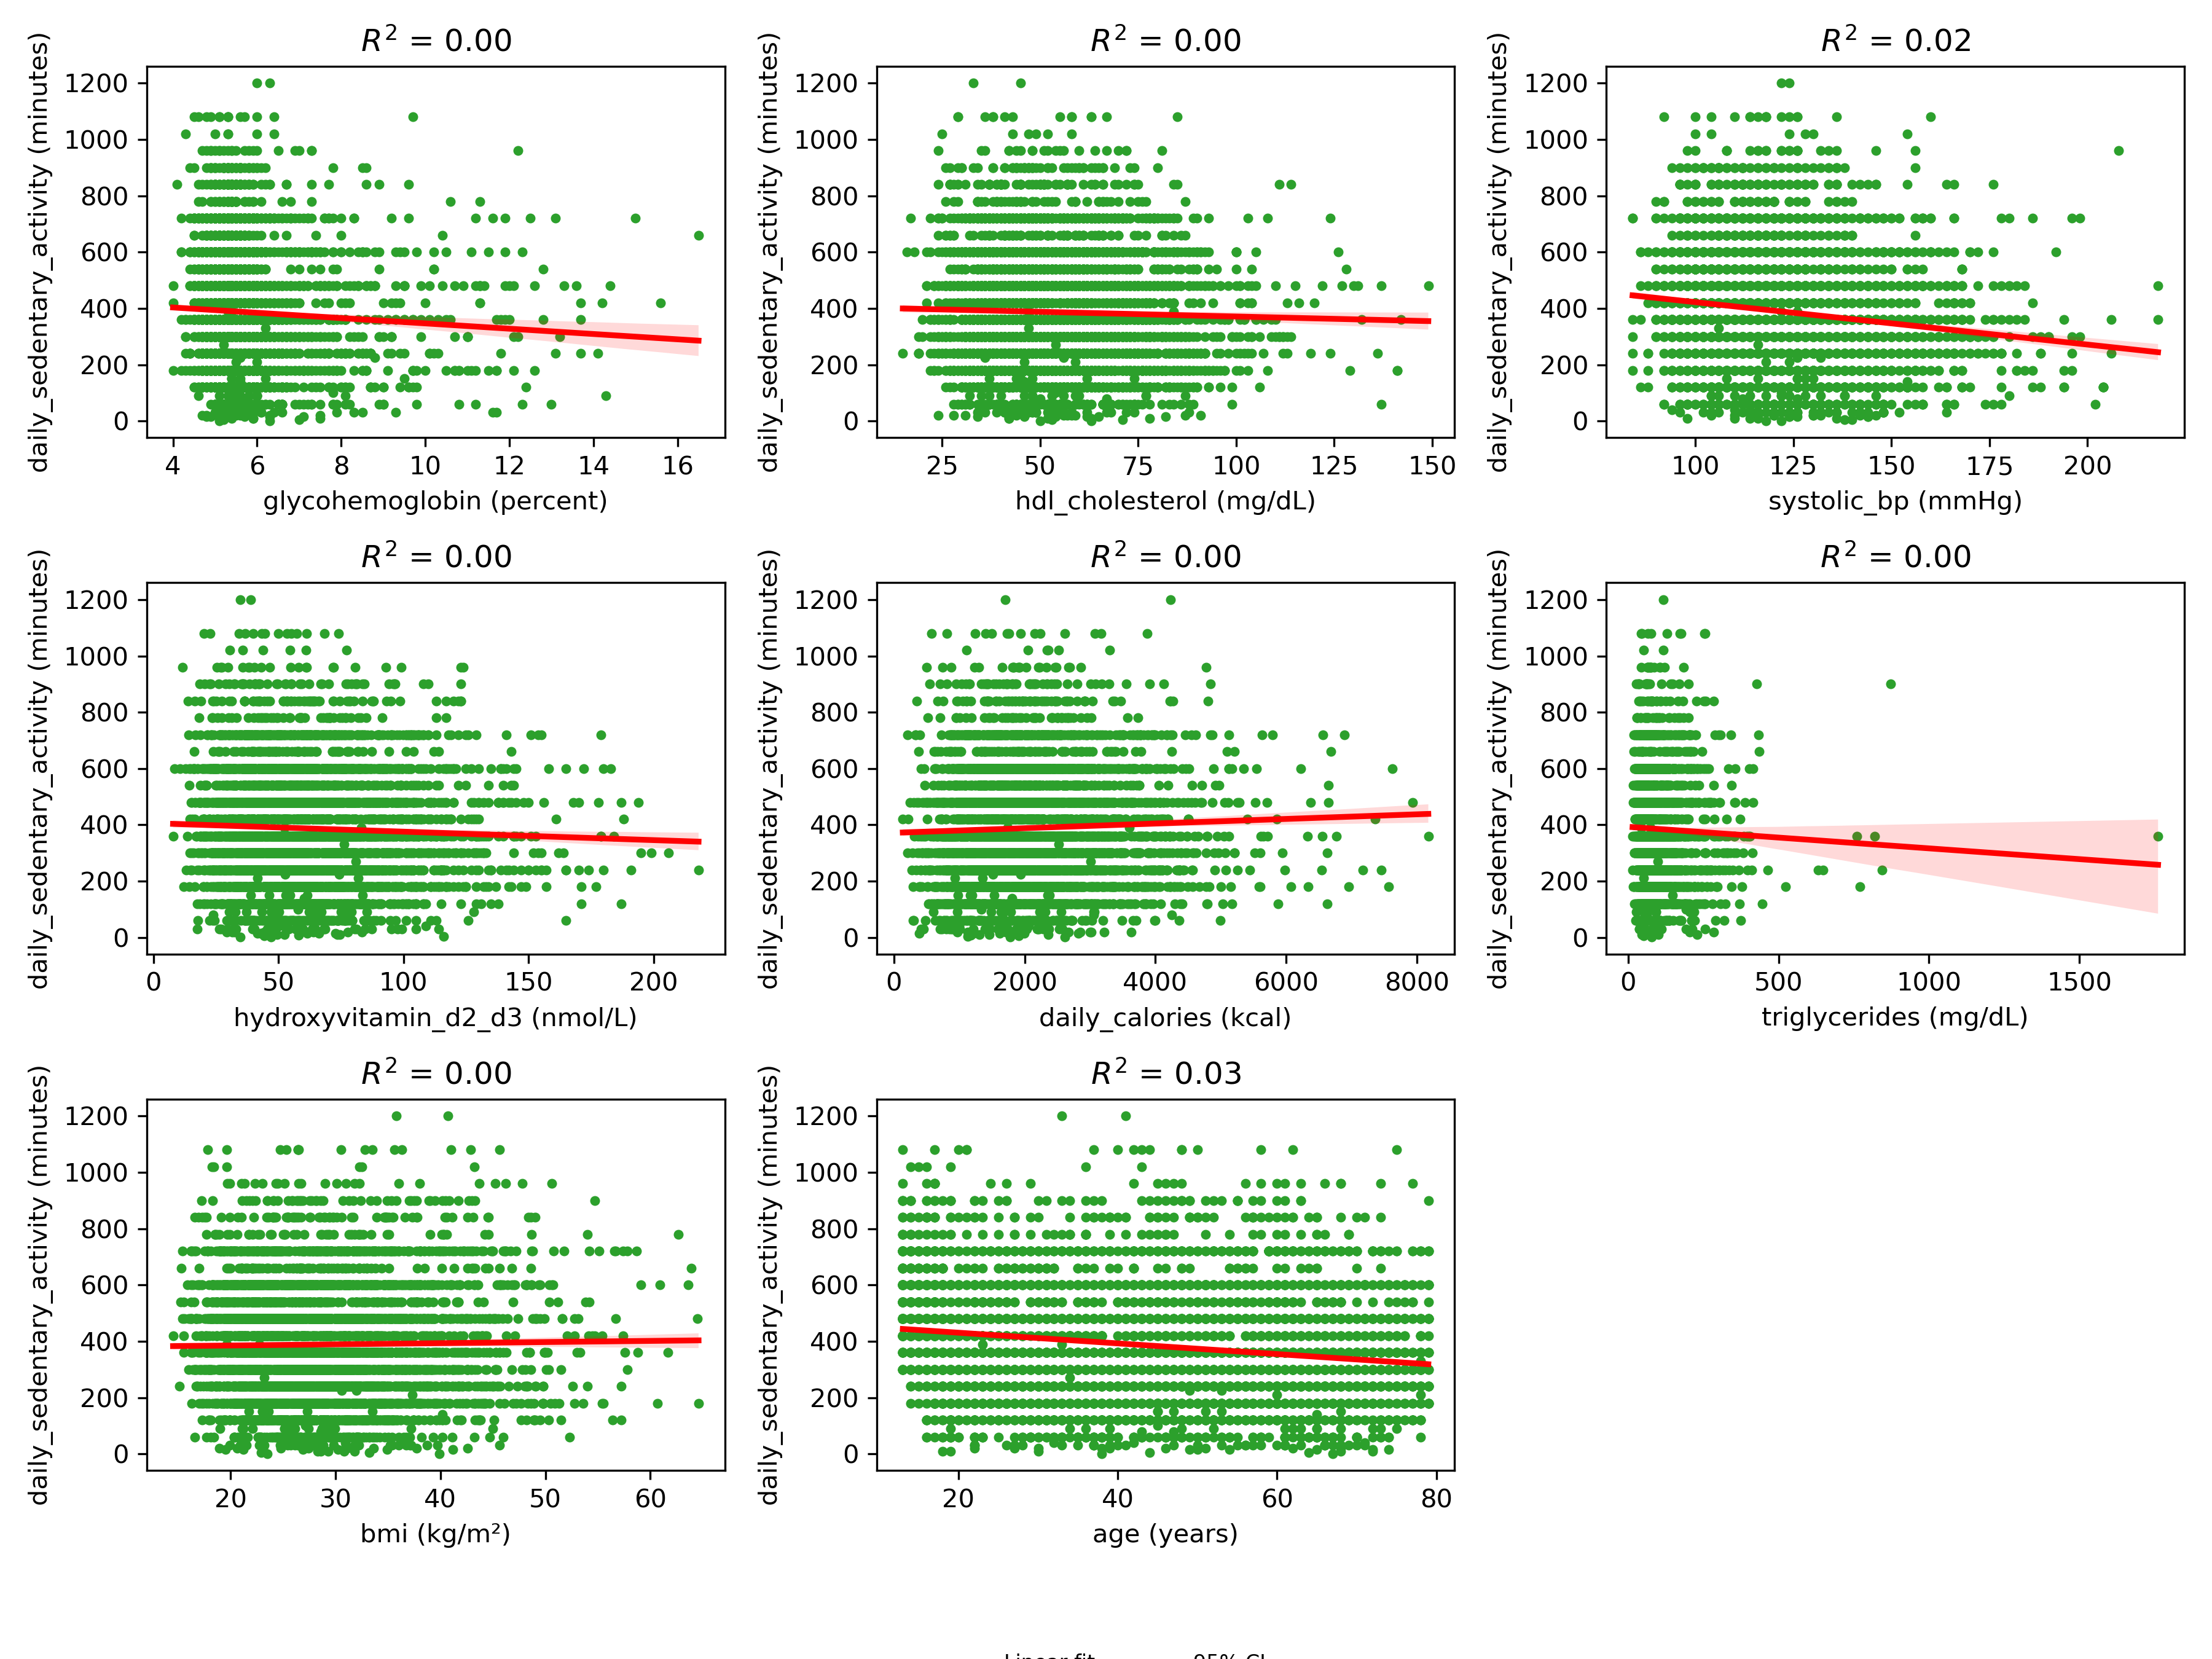 R² = 0.00
R² = 0.00
R² = 0.02
daily_sedentary_activity (minutes)
1200
1000
800
600
400
200
0
4 6 8 10 12 14 16
glycohemoglobin (percent)
daily_sedentary_activity (minutes)
1200
1000
800
600
400
200
0
25 50 75 100 125 150
hdl_cholesterol (mg/dL)
daily_sedentary_activity (minutes)
1200
1000
800
600
400
200
0
100 125 150 175 200
systolic_bp (mmHg)
R² = 0.00
R² = 0.00
R² = 0.00
daily_sedentary_activity (minutes)
1200
1000
800
600
400
200
0
0 50 100 150 200
hydroxyvitamin_d2_d3 (nmol/L)
daily_sedentary_activity (minutes)
1200
1000
800
600
400
200
0
0 2000 4000 6000 8000
daily_calories (kcal)
daily_sedentary_activity (minutes)
1200
1000
800
600
400
200
0
0 500 1000 1500
triglycerides (mg/dL)
R² = 0.00
R² = 0.03
daily_sedentary_activity (minutes)
1200
1000
800
600
400
200
0
20 30 40 50 60
bmi (kg/m²)
daily_sedentary_activity (minutes)
1200
1000
800
600
400
200
0
20 40 60 80
age (years)
Linear fit 95% CI